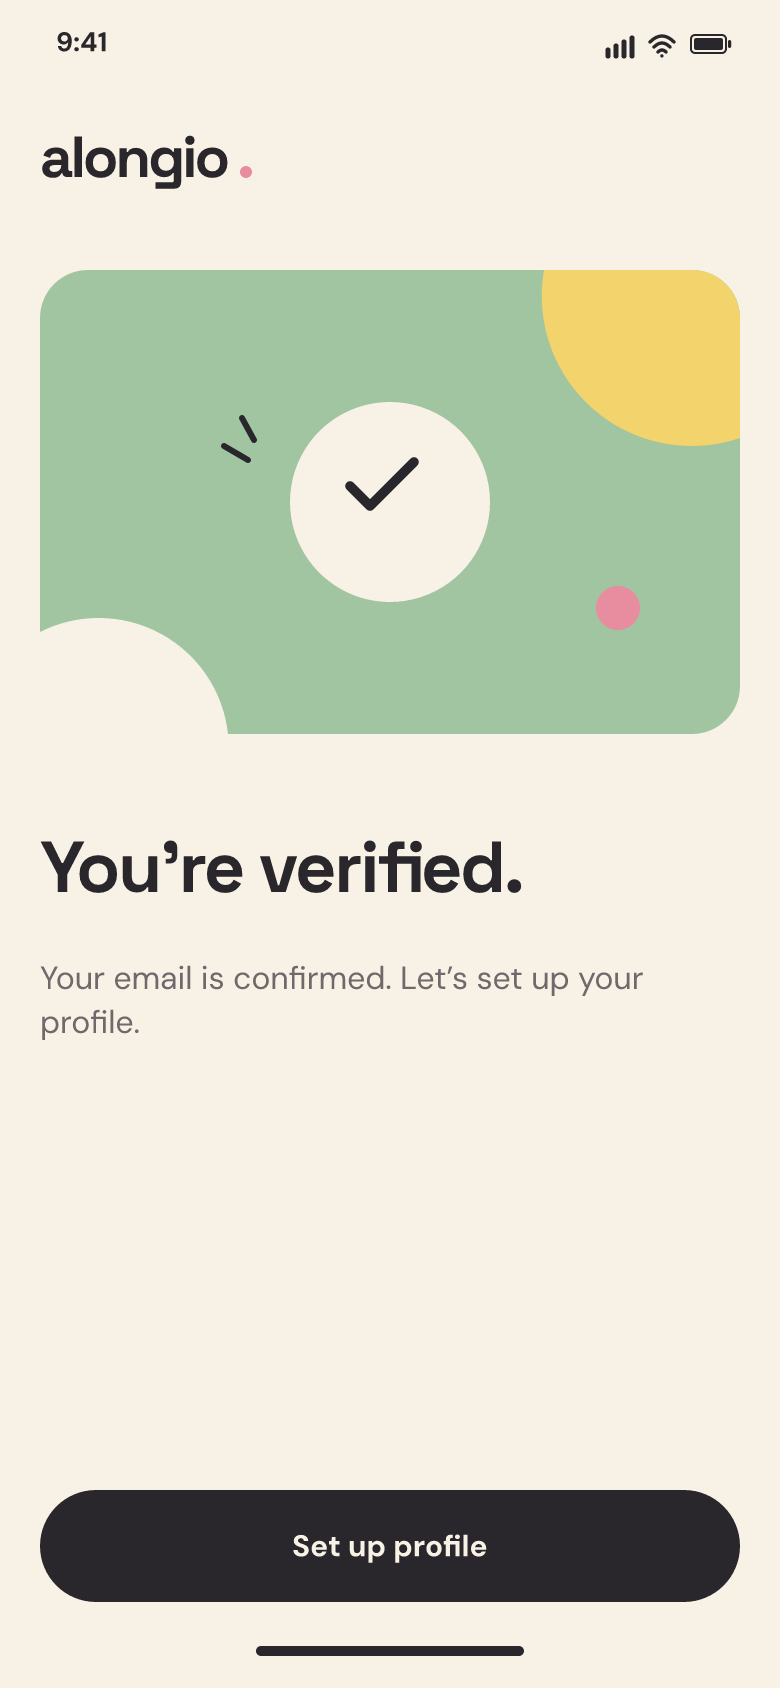 9:41
alongio.
You’re verified.
Your email is confirmed. Let’s set up your
profile.
Set up profile